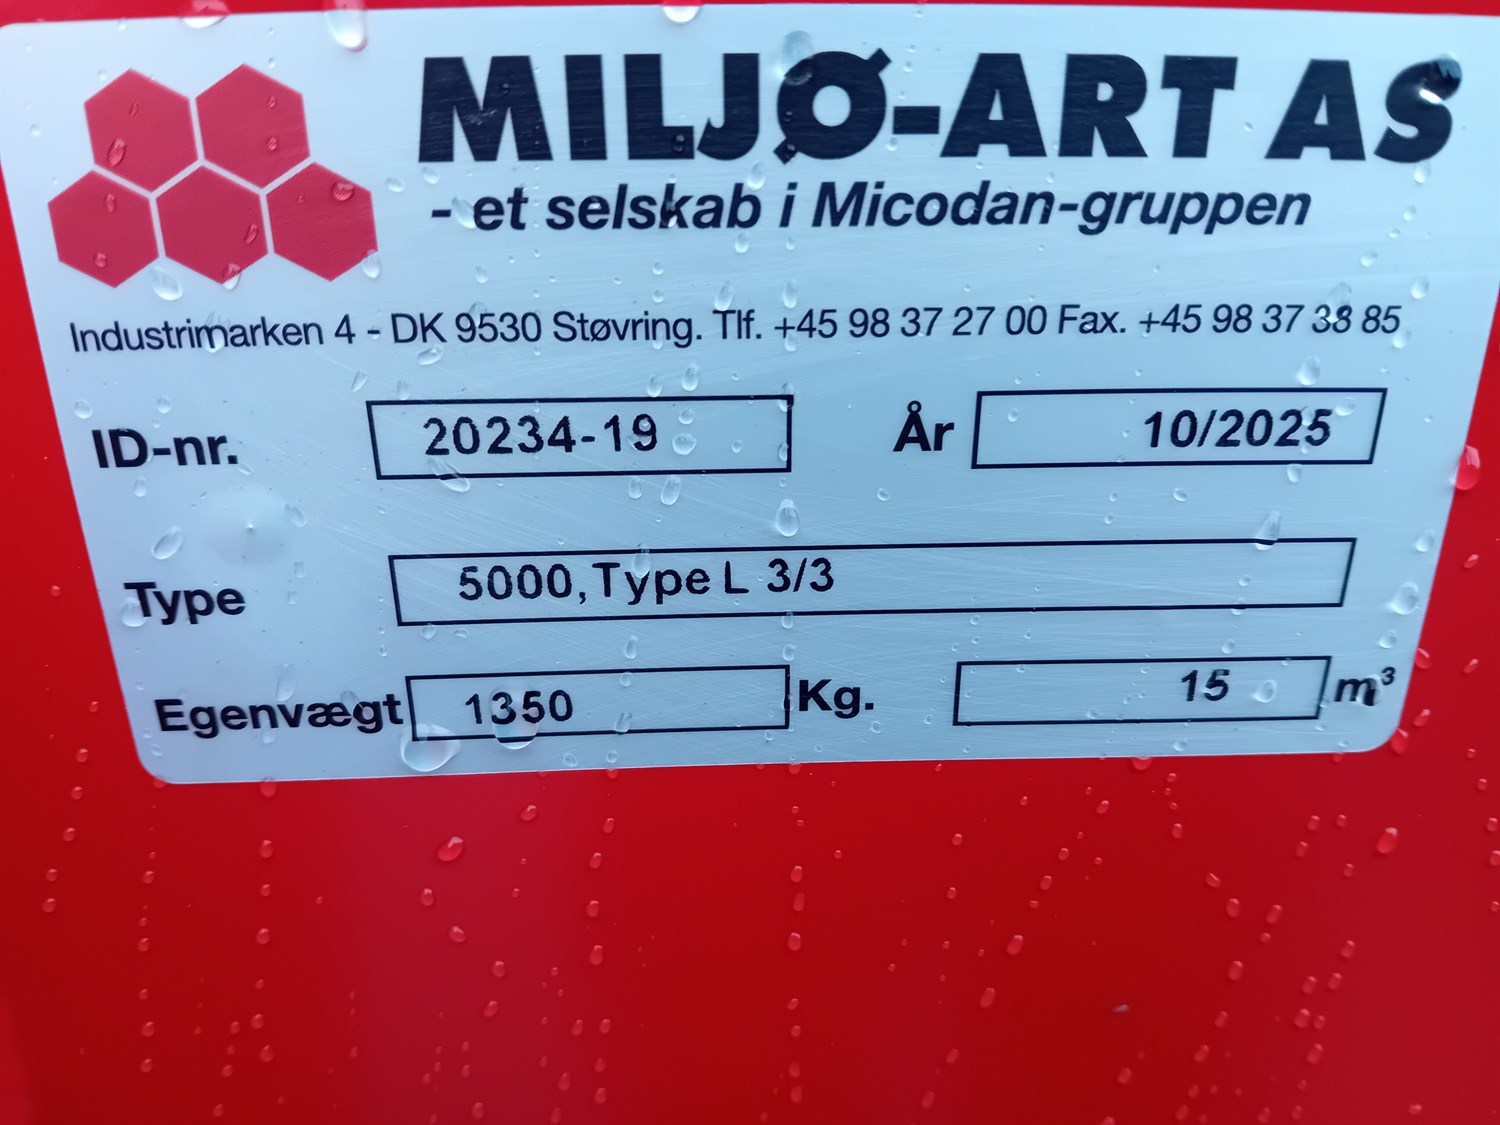 MILJØ-ART AS
- et selskab i Micodan-gruppen
Industrimarken 4 - DK 9530 Støvring. Tlf. +45 98 37 27 00 Fax. +45 98 37 38 85
ID-nr. 20234-19 År 10/2025
Type 5000, Type L 3/3
Egenvægt 1350 Kg. 15 m³